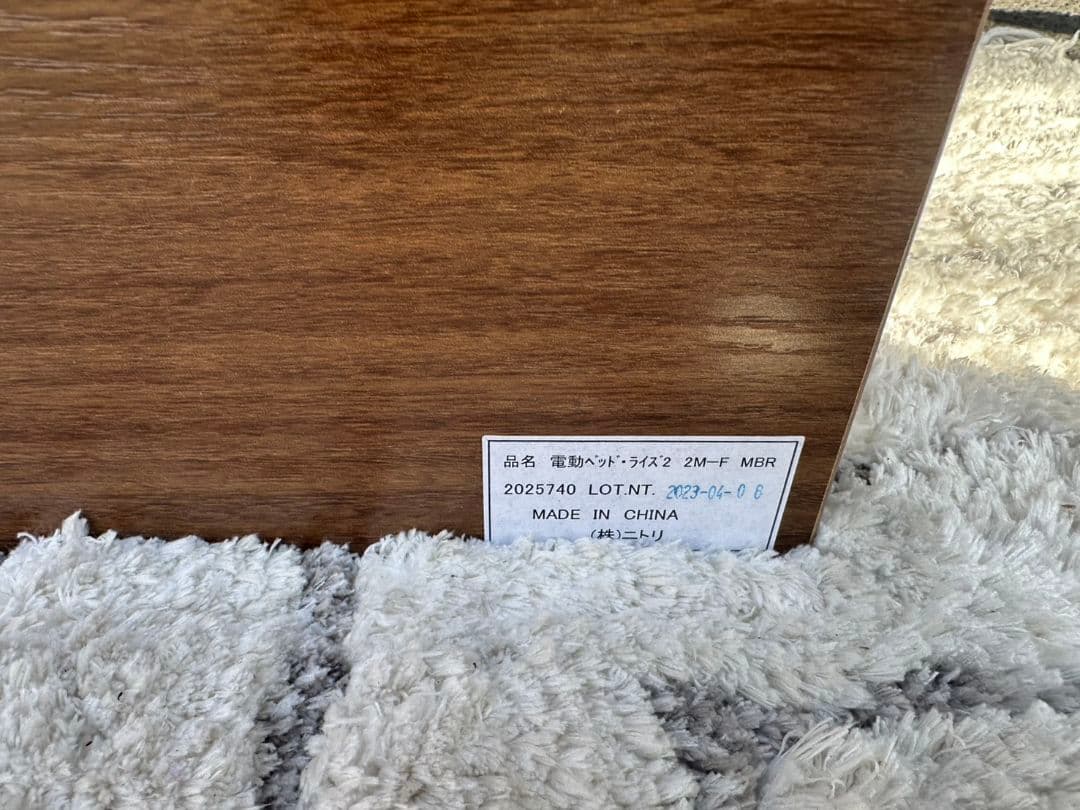 品名 電動ﾍﾞｯﾄﾞ･ﾗｲｽﾞ2 2M-F MBR
2025740 LOT.NT. 2023-04-06
MADE IN CHINA
(株)ニトリ